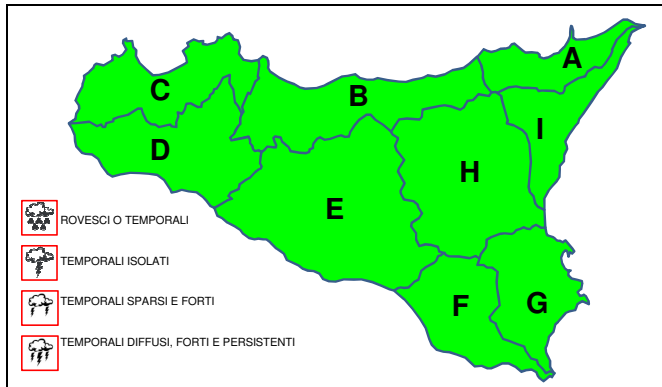 A
C
B
I
D
H
E
ROVESCI O TEMPORALI
TEMPORALI ISOLATI
TEMPORALI SPARSI E FORTI
F
G
TEMPORALI DIFFUSI, FORTI E PERSISTENTI